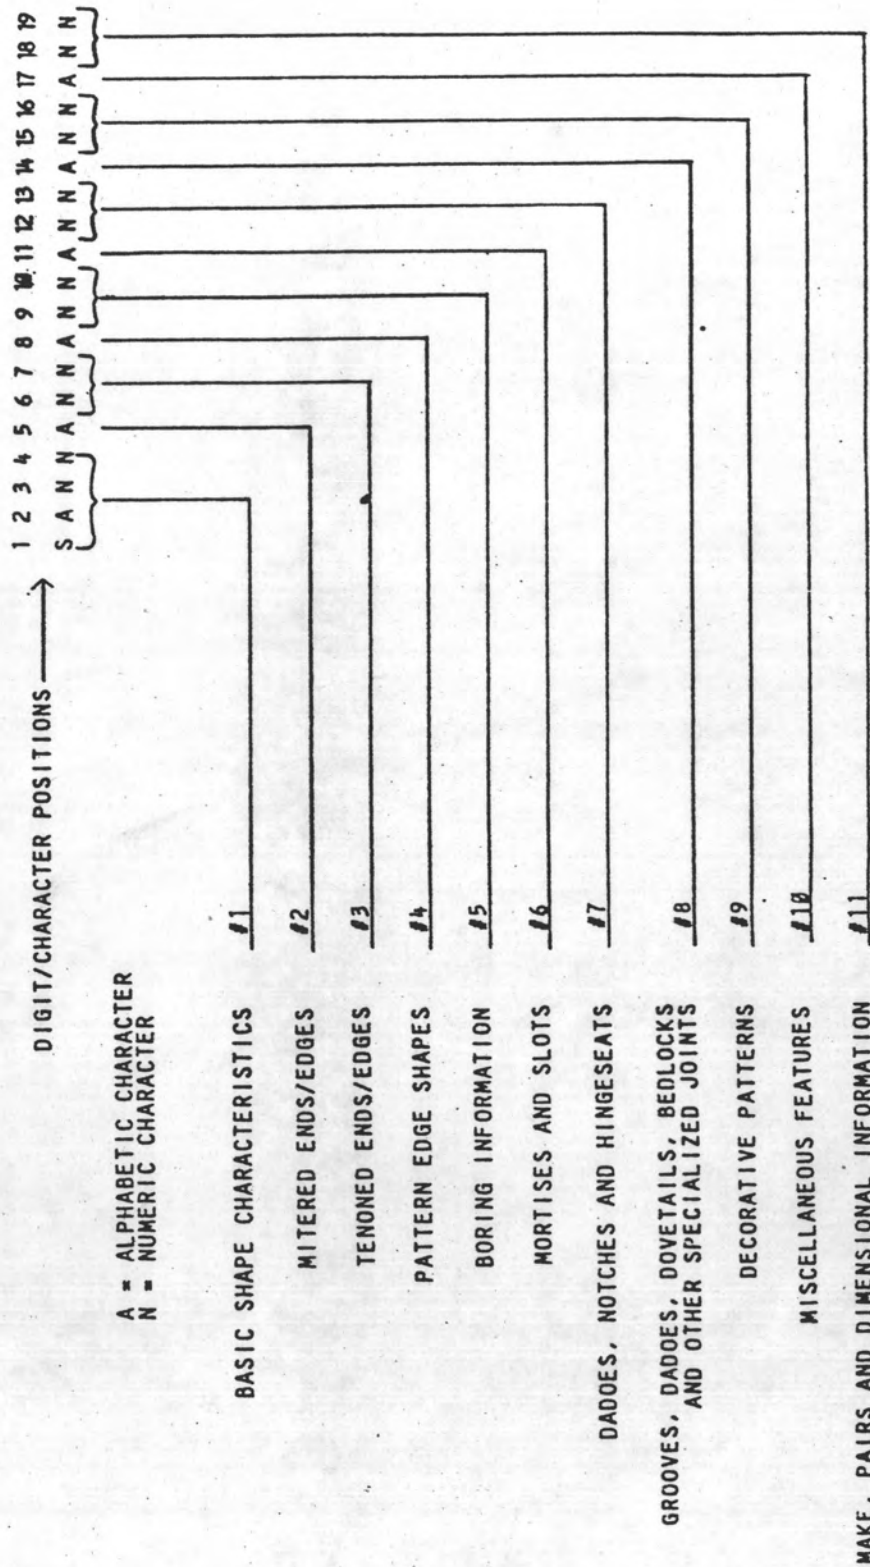 DIGIT/CHARACTER POSITIONS
1 2 3 4 5 6 7 8 9 10 11 12 13 14 15 16 17 18 19
S A N N A N N A N N A N N A N N A N N
A = ALPHABETIC CHARACTER
N = NUMERIC CHARACTER
BASIC SHAPE CHARACTERISTICS #1
MITERED ENDS/EDGES #2
TENONED ENDS/EDGES #3
PATTERN EDGE SHAPES #4
BORING INFORMATION #5
MORTISES AND SLOTS #6
DADOES, NOTCHES AND HINGESEATS #7
GROOVES, DADOES, DOVETAILS, BEDLOCKS #8
AND OTHER SPECIALIZED JOINTS
DECORATIVE PATTERNS #9
MISCELLANEOUS FEATURES #10
MAKE, PAIRS AND DIMENSIONAL INFORMATION #11